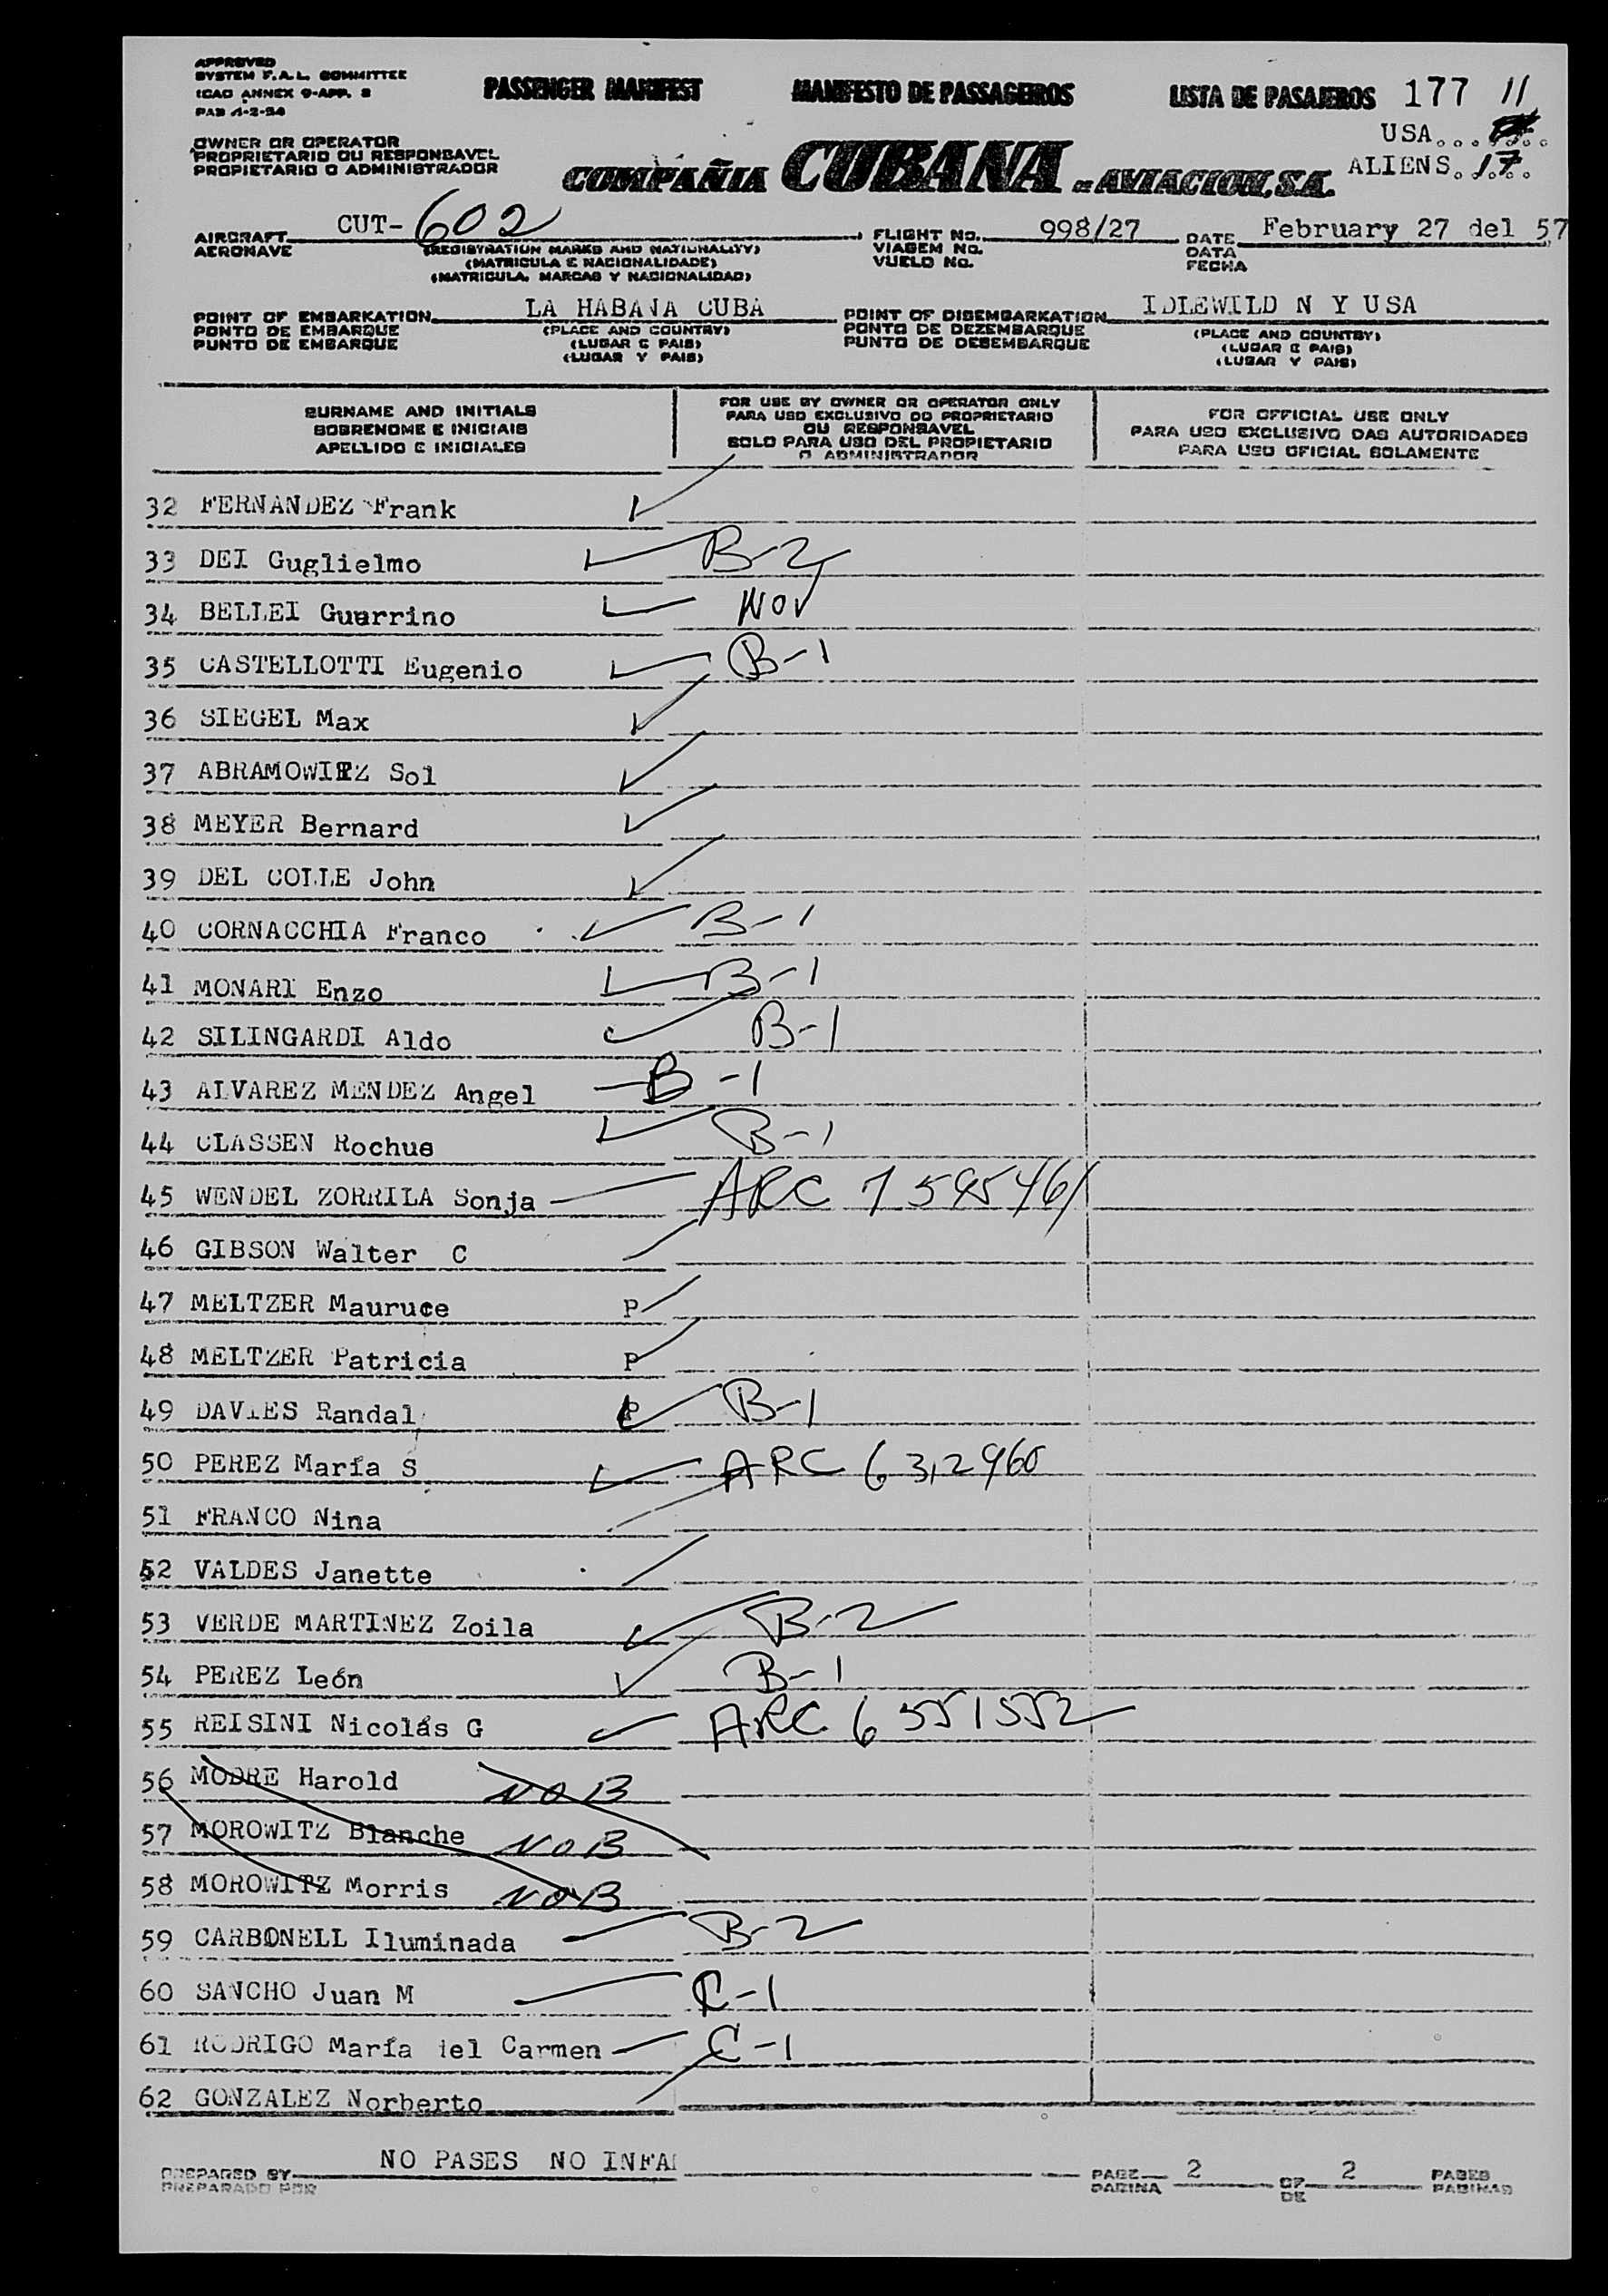 APPROVED
SYSTEM F.A.L. COMMITTEE
ICAO ANNEX 9-APP. 3
PAB 4-2-54
PASSENGER MANIFEST MANIFESTO DE PASSAGEIROS LISTA DE PASAJEROS 177 11
USA.......
ALIENS.17..
OWNER OR OPERATOR
PROPRIETARIO OU RESPONSAVEL
PROPIETARIO O ADMINISTRADOR
COMPAÑIA CUBANA DE AVIACION, S.A.
AIRCRAFT CUT-602 FLIGHT No. 998/27 DATE February 27 del 57
AERONAVE (REGISTRATION MARKS AND NATIONALITY) VIAGEM No. DATA
(MATRICULA E NACIONALIDADE) VUELO No. FECHA
(MATRICULA, MARCAS Y NACIONALIDAD)
POINT OF EMBARKATION LA HABANA CUBA POINT OF DISEMBARKATION IDLEWILD N Y USA
PONTO DE EMBARQUE (PLACE AND COUNTRY) PONTO DE DEZEMBARQUE (PLACE AND COUNTRY)
PUNTO DE EMBARQUE (LUGAR E PAIS) PUNTO DE DESEMBARQUE (LUGAR E PAIS)
(LUGAR Y PAIS) (LUGAR Y PAIS)
SURNAME AND INITIALS
SOBRENOME E INICIAIS
APELLIDO E INICIALES
FOR USE BY OWNER OR OPERATOR ONLY
PARA USO EXCLUSIVO DO PROPRIETARIO
OU RESPONSAVEL
SOLO PARA USO DEL PROPIETARIO
O ADMINISTRADOR
FOR OFFICIAL USE ONLY
PARA USO EXCLUSIVO DAS AUTORIDADES
PARA USO OFICIAL SOLAMENTE
32 FERNANDEZ Frank
33 DEI Guglielmo B-2
34 BELLEI Guerrino
35 CASTELLOTTI Eugenio B-1
36 SIEGEL Max
37 ABRAMOWITZ Sol
38 MEYER Bernard
39 DEL COLLE John
40 CORNACCHIA Franco B-1
41 MONARI Enzo B-1
42 SILINGARDI Aldo B-1
43 ALVAREZ MENDEZ Angel B-1
44 CLASSEN Rochus B-1
45 WENDEL ZORRILA Sonja ARC 7595461
46 GIBSON Walter C
47 MELTZER Mauruce P
48 MELTZER Patricia P
49 DAVIES Randal P B-1
50 PEREZ María S ARC 6312960
51 FRANCO Nina
52 VALDES Janette
53 VERDE MARTINEZ Zoila B-2
54 PEREZ León B-1
55 REISINI Nicolás G ARC 6551552
56 MODRE Harold NOB
57 MOROWITZ Blanche NOB
58 MOROWITZ Morris NOB
59 CARBONELL Iluminada B-2
60 SANCHO Juan M C-1
61 RODRIGO María del Carmen C-1
62 GONZALEZ Norberto
NO PASES NO INFA
PREPARED BY PAGE 2 OF 2 PAGES
PREPARADO POR PAGINA DE PAGINAS